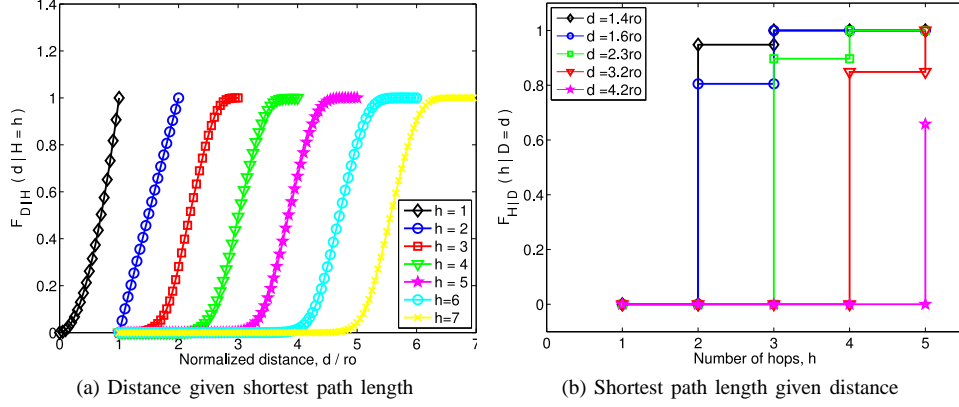 1.4
1.2
1
0.8
0.6
0.4
0.2
0
F_{D|H} ( d | H = h )
0 1 2 3 4 5 6 7
Normalized distance, d / ro
h = 1
h = 2
h = 3
h = 4
h = 5
h=6
h=7
(a) Distance given shortest path length
1
0.8
0.6
0.4
0.2
0
F_{H|D} ( h | D = d )
0 1 2 3 4 5 6
Number of hops, h
d =1.4ro
d =1.6ro
d =2.3ro
d =3.2ro
d =4.2ro
(b) Shortest path length given distance